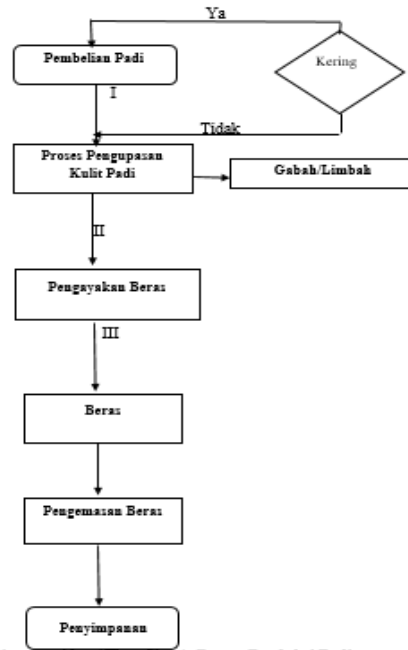 Ya
Pembelian Padi
Kering
I
Tidak
Proses Pengupasan
Kulit Padi
Gabah/Limbah
II
Pengayakan Beras
III
Beras
Pengemasan Beras
Penyimpanan